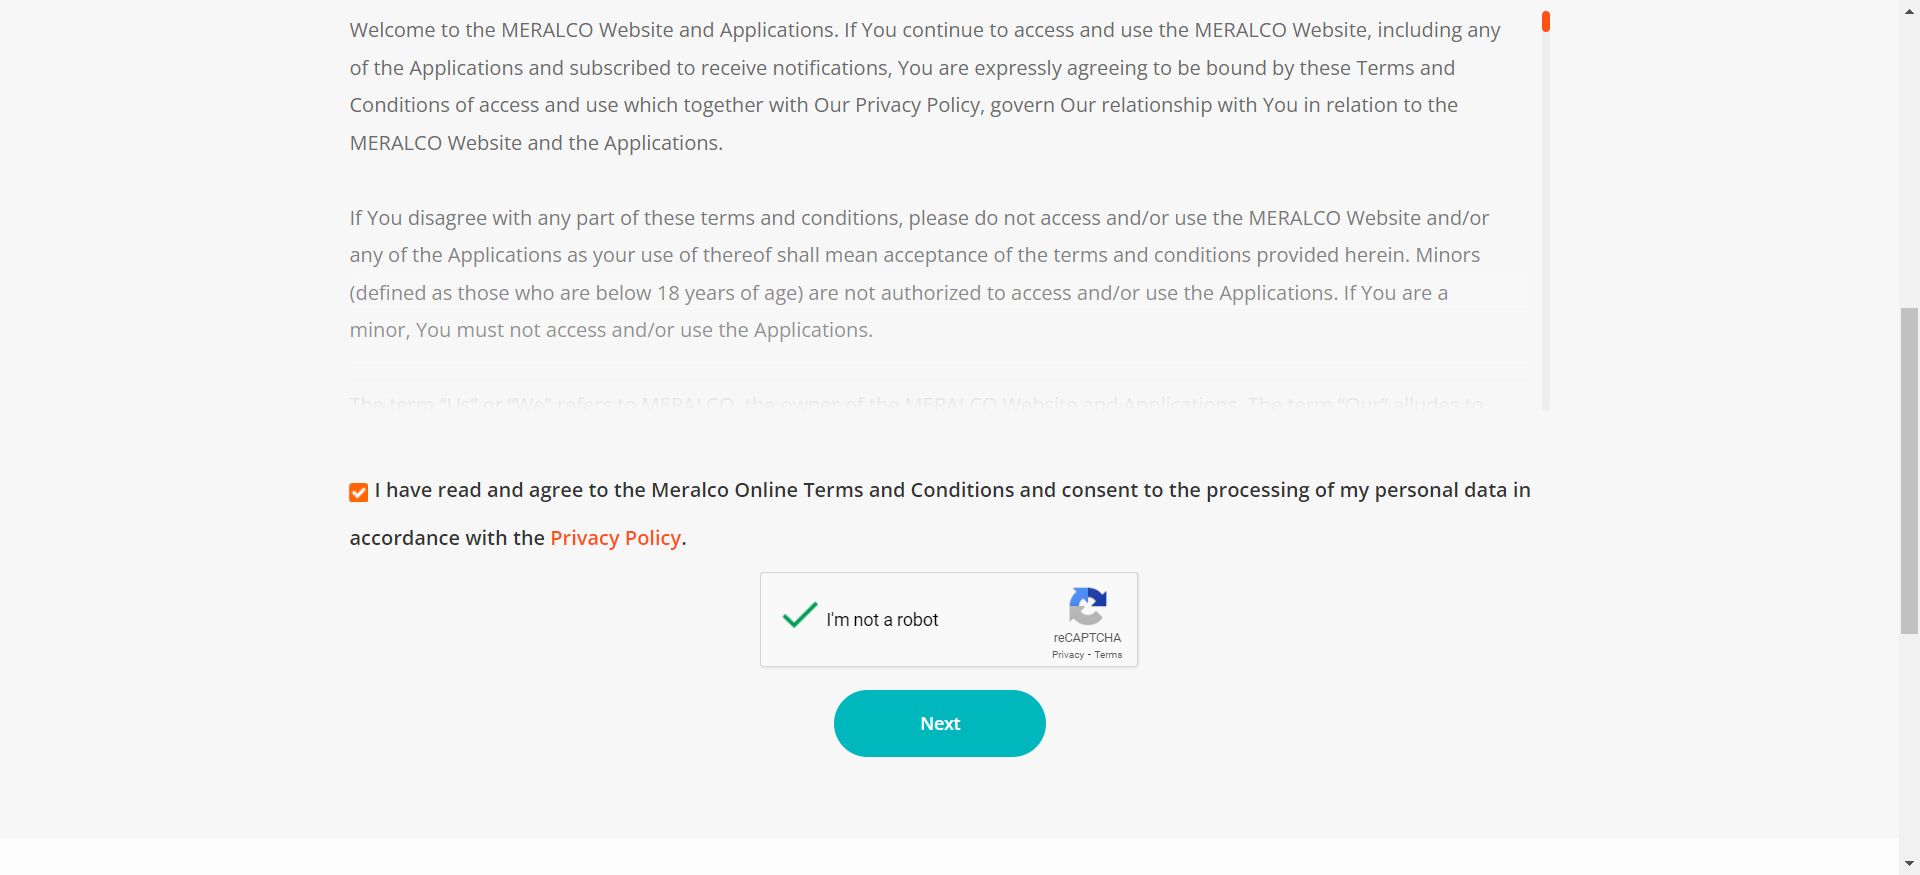 Welcome to the MERALCO Website and Applications. If You continue to access and use the MERALCO Website, including any
of the Applications and subscribed to receive notifications, You are expressly agreeing to be bound by these Terms and
Conditions of access and use which together with Our Privacy Policy, govern Our relationship with You in relation to the
MERALCO Website and the Applications.
If You disagree with any part of these terms and conditions, please do not access and/or use the MERALCO Website and/or
any of the Applications as your use of thereof shall mean acceptance of the terms and conditions provided herein. Minors
(defined as those who are below 18 years of age) are not authorized to access and/or use the Applications. If You are a
minor, You must not access and/or use the Applications.
The term “Us” or “We” refers to MERALCO, the owner of the MERALCO Website and Applications. The term “Our” alludes to
I have read and agree to the Meralco Online Terms and Conditions and consent to the processing of my personal data in
accordance with the Privacy Policy.
I'm not a robot
reCAPTCHA
Privacy - Terms
Next